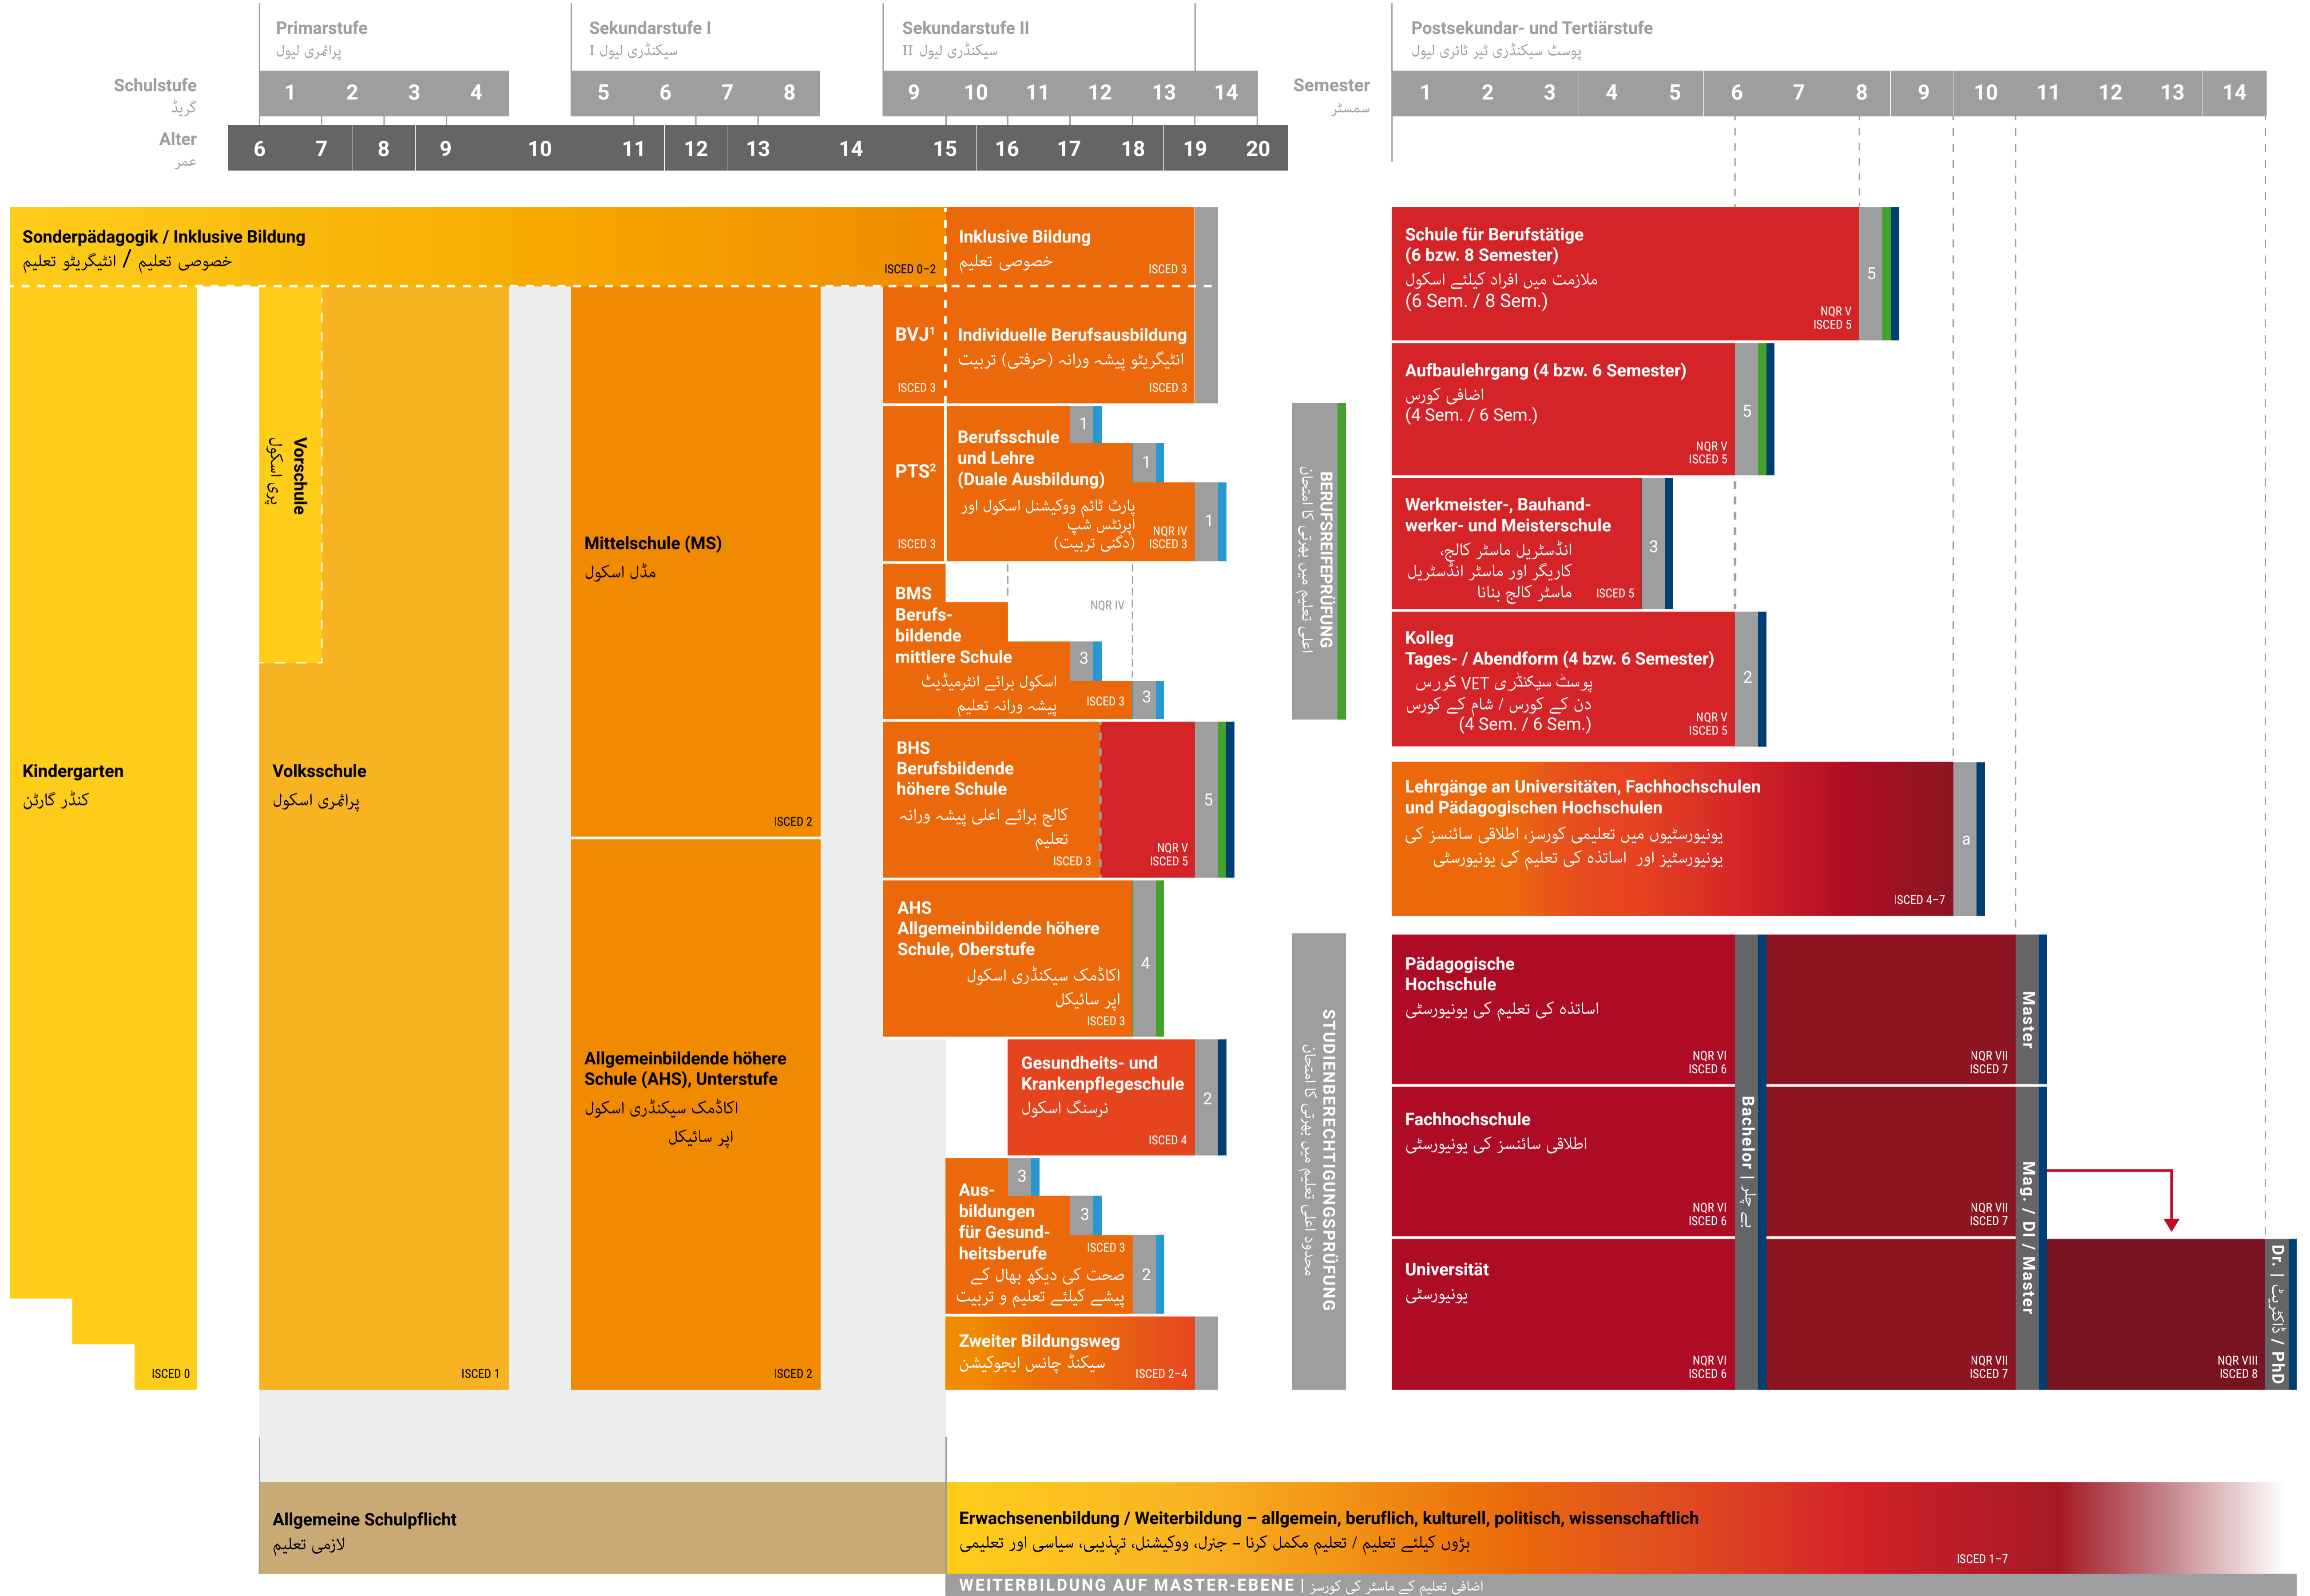 Primarstufe
پرائمری لیول
Sekundarstufe I
سیکنڈری لیول I
Sekundarstufe II
سیکنڈری لیول II
Postsekundar- und Tertiärstufe
پوسٹ سیکنڈری ٹیر ٹائری لیول
Schulstufe
گریڈ
1 2 3 4 5 6 7 8 9 10 11 12 13 14
Semester
سمسٹر
1 2 3 4 5 6 7 8 9 10 11 12 13 14
Alter
عمر
6 7 8 9 10 11 12 13 14 15 16 17 18 19 20
Sonderpädagogik / Inklusive Bildung
خصوصی تعلیم / انٹیگریٹو تعلیم
ISCED 0–2
Inklusive Bildung
خصوصی تعلیم
ISCED 3
Kindergarten
کنڈر گارٹن
ISCED 0
Vorschule
پری اسکول
Volksschule
پرائمری اسکول
ISCED 1
Mittelschule (MS)
مڈل اسکول
ISCED 2
Allgemeinbildende höhere
Schule (AHS), Unterstufe
اکاڈمک سیکنڈری اسکول
اپر سائیکل
ISCED 2
BVJ¹
ISCED 3
Individuelle Berufsausbildung
انٹیگریٹو پیشہ ورانہ (حرفتی) تربیت
ISCED 3
PTS²
ISCED 3
Berufsschule
und Lehre
(Duale Ausbildung)
پارٹ ٹائم ووکیشنل اسکول اور
اپرنٹس شپ
(دگنی تربیت)
NQR IV
ISCED 3
1
1
1
BMS
Berufs-
bildende
mittlere Schule
اسکول برائے انٹرمیڈیٹ
پیشہ ورانہ تعلیم
ISCED 3
NQR IV
3
3
BHS
Berufsbildende
höhere Schule
کالج برائے اعلی پیشہ ورانہ
تعلیم
ISCED 3
NQR V
ISCED 5
5
AHS
Allgemeinbildende höhere
Schule, Oberstufe
اکاڈمک سیکنڈری اسکول
اپر سائیکل
ISCED 3
4
Gesundheits- und
Krankenpflegeschule
نرسنگ اسکول
ISCED 4
2
Aus-
bildungen
für Gesund-
heitsberufe
صحت کی دیکھ بھال کے
پیشے کیلئے تعلیم و تربیت
ISCED 3
3
3
2
Zweiter Bildungsweg
سیکنڈ چانس ایجوکیشن
ISCED 2–4
BERUFSREIFEPRÜFUNG
اعلی تعلیم میں بھرتی کا امتحان
STUDIENBERECHTIGUNGSPRÜFUNG
محدود اعلی تعلیم میں بھرتی کا امتحان
Schule für Berufstätige
(6 bzw. 8 Semester)
ملازمت میں افراد کیلئے اسکول
(6 Sem. / 8 Sem.)
NQR V
ISCED 5
5
Aufbaulehrgang (4 bzw. 6 Semester)
اضافی کورس
(4 Sem. / 6 Sem.)
NQR V
ISCED 5
5
Werkmeister-, Bauhand-
werker- und Meisterschule
انڈسٹریل ماسٹر کالج،
کاریگر اور ماسٹر انڈسٹریل
ماسٹر کالج بنانا
ISCED 5
3
Kolleg
Tages- / Abendform (4 bzw. 6 Semester)
پوسٹ سیکنڈری VET کورس
دن کے کورس / شام کے کورس
(4 Sem. / 6 Sem.)
NQR V
ISCED 5
2
Lehrgänge an Universitäten, Fachhochschulen
und Pädagogischen Hochschulen
یونیورسٹیوں میں تعلیمی کورسز، اطلاقی سائنسز کی
یونیورسٹیز اور اساتذہ کی تعلیم کی یونیورسٹی
ISCED 4–7
a
Pädagogische
Hochschule
اساتذہ کی تعلیم کی یونیورسٹی
NQR VI
ISCED 6
NQR VII
ISCED 7
Master
Fachhochschule
اطلاقی سائنسز کی یونیورسٹی
NQR VI
ISCED 6
NQR VII
ISCED 7
Bachelor | بے چلر
Mag. / DI / Master
Universität
یونیورسٹی
NQR VI
ISCED 6
NQR VII
ISCED 7
NQR VIII
ISCED 8
Dr. | ڈاکٹریٹ / PhD
Allgemeine Schulpflicht
لازمی تعلیم
Erwachsenenbildung / Weiterbildung – allgemein, beruflich, kulturell, politisch, wissenschaftlich
بڑوں کیلئے تعلیم / تعلیم مکمل کرنا – جنرل، ووکیشنل، تہذیبی، سیاسی اور تعلیمی
ISCED 1–7
WEITERBILDUNG AUF MASTER-EBENE | اضافی تعلیم کے ماسٹر کی کورسز